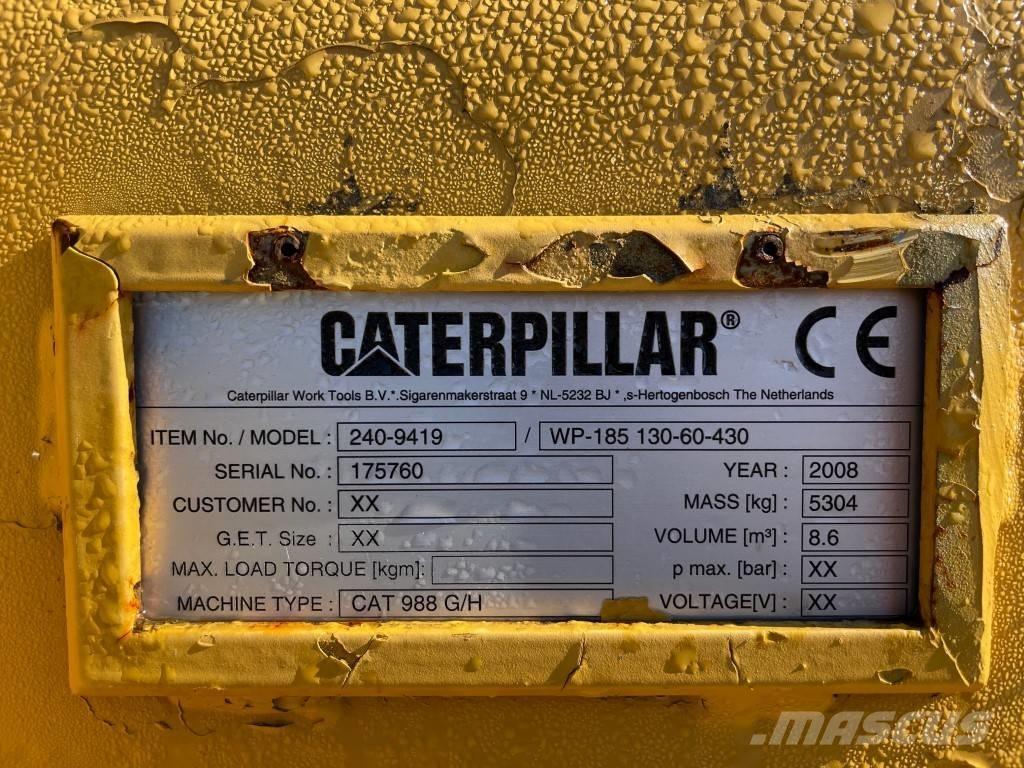 CATERPILLAR® CE
Caterpillar Work Tools B.V.*.Sigarenmakerstraat 9 * NL-5232 BJ * ,s-Hertogenbosch The Netherlands
ITEM No. / MODEL : 240-9419 / WP-185 130-60-430
SERIAL No. : 175760 YEAR : 2008
CUSTOMER No. : XX MASS [kg] : 5304
G.E.T. Size : XX VOLUME [m³] : 8.6
MAX. LOAD TORQUE [kgm]: p max. [bar] : XX
MACHINE TYPE : CAT 988 G/H VOLTAGE[V] : XX
MASCUS